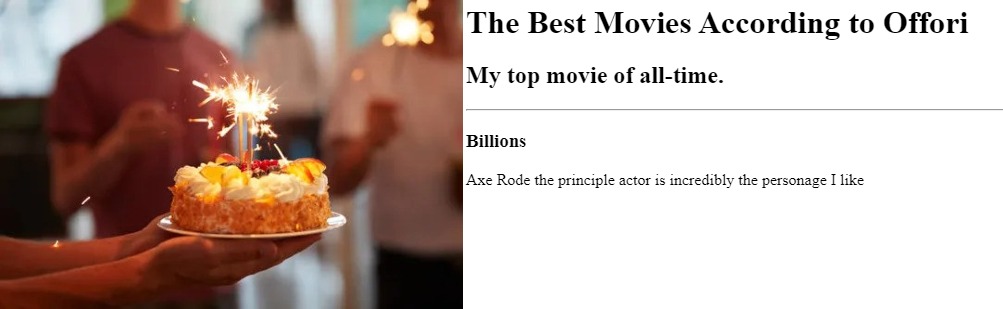 The Best Movies According to Offori
My top movie of all-time.
Billions
Axe Rode the principle actor is incredibly the personage I like